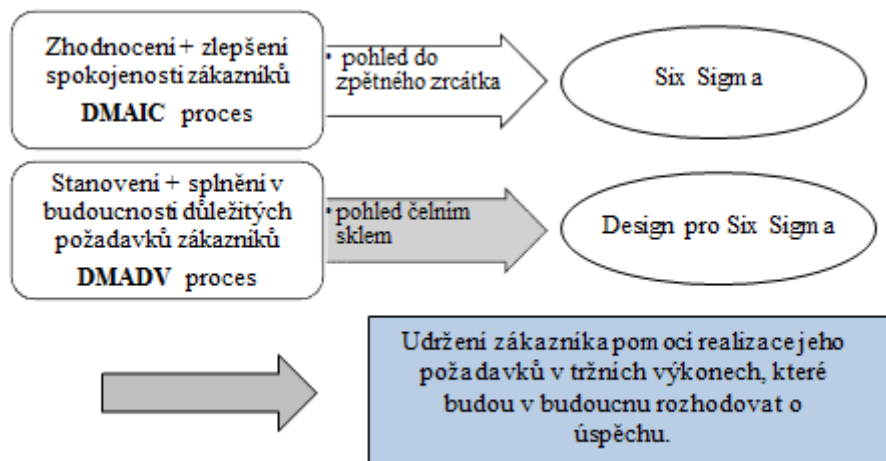 Zhodnocení + zlepšení
spokojenosti zákazníků
DMAIC proces
• pohled do
zpětného zrcátka
Six Sigma
Stanovení + splnění v
budoucnosti důležitých
požadavků zákazníků
DMADV proces
• pohled čelním
sklem
Design pro Six Sigma
Udržení zákazníka pomocí realizace jeho
požadavků v tržních výkonech, které
budou v budoucnu rozhodovat o
úspěchu.